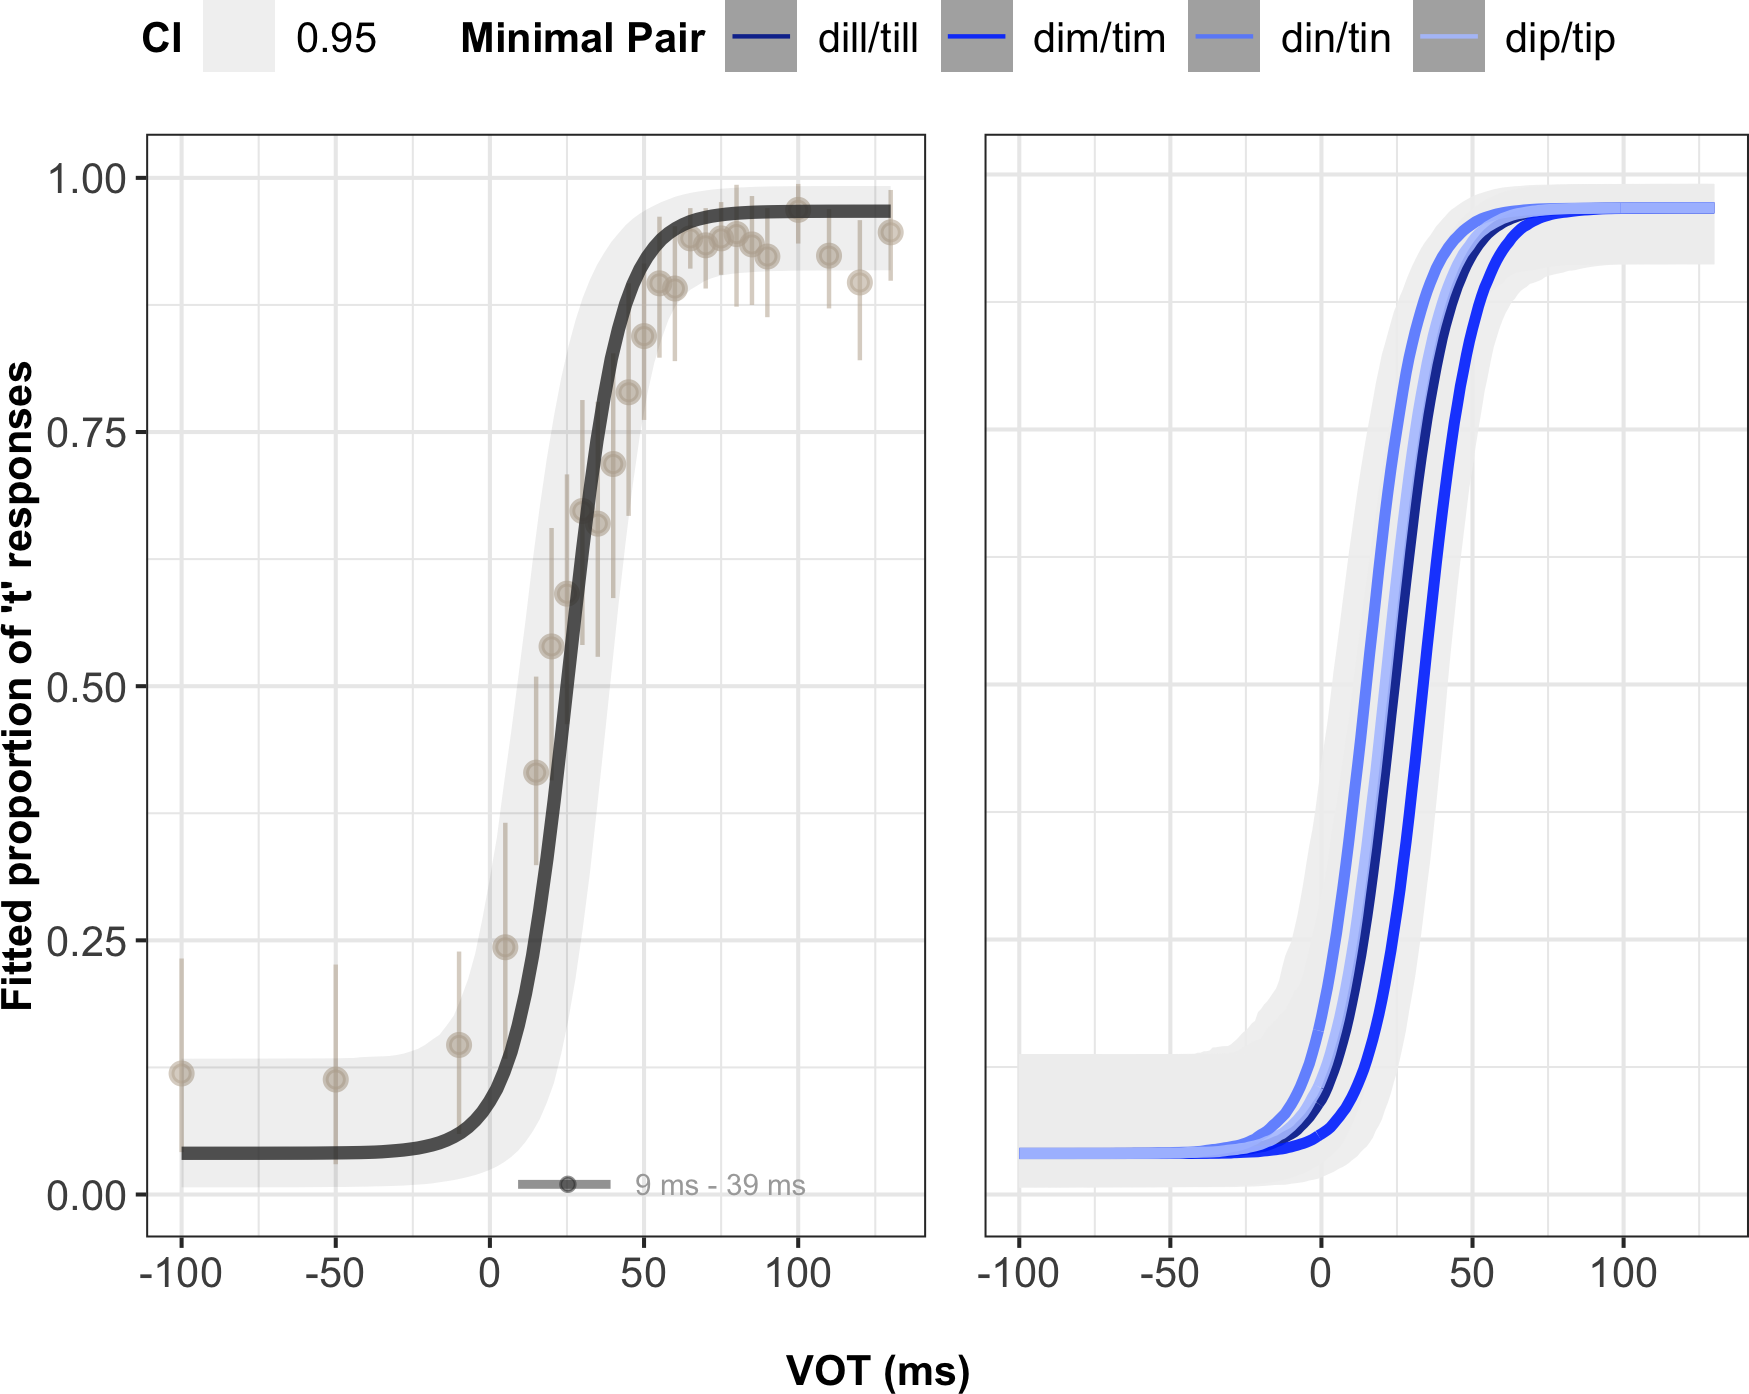 CI 0.95 Minimal Pair dill/till dim/tim din/tin dip/tip
Fitted proportion of 't' responses
1.00
0.75
0.50
0.25
0.00
9 ms - 39 ms
-100 -50 0 50 100 -100 -50 0 50 100
VOT (ms)